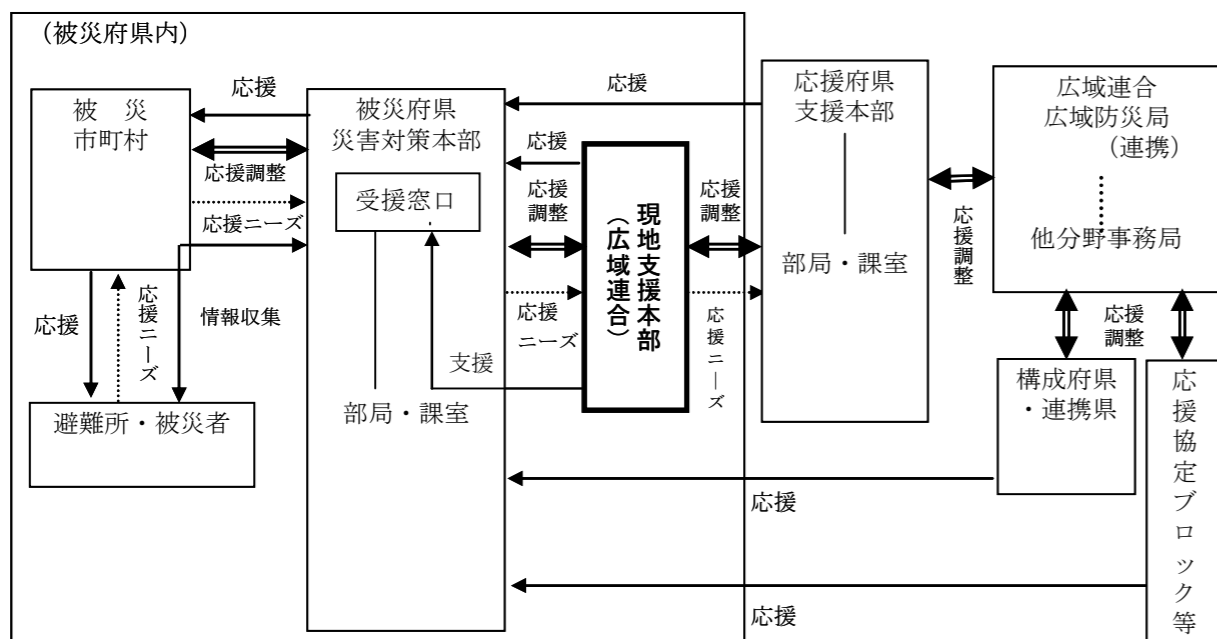 (被災府県内)
被　災
市町村
応援
応援調整
応援ニーズ
応援
応援ニーズ
情報収集
避難所・被災者
被災府県
災害対策本部
受援窓口
部局・課室
支援
応援
応援
応援
調整
応援
ニーズ
現地支援本部
(広域連合)
応援
調整
応援ニーズ
応援府県
支援本部
部局・課室
応援調整
広域連合
広域防災局
(連携)
他分野事務局
応援
調整
構成府県
・連携県
応援協定ブロック等
応援
応援